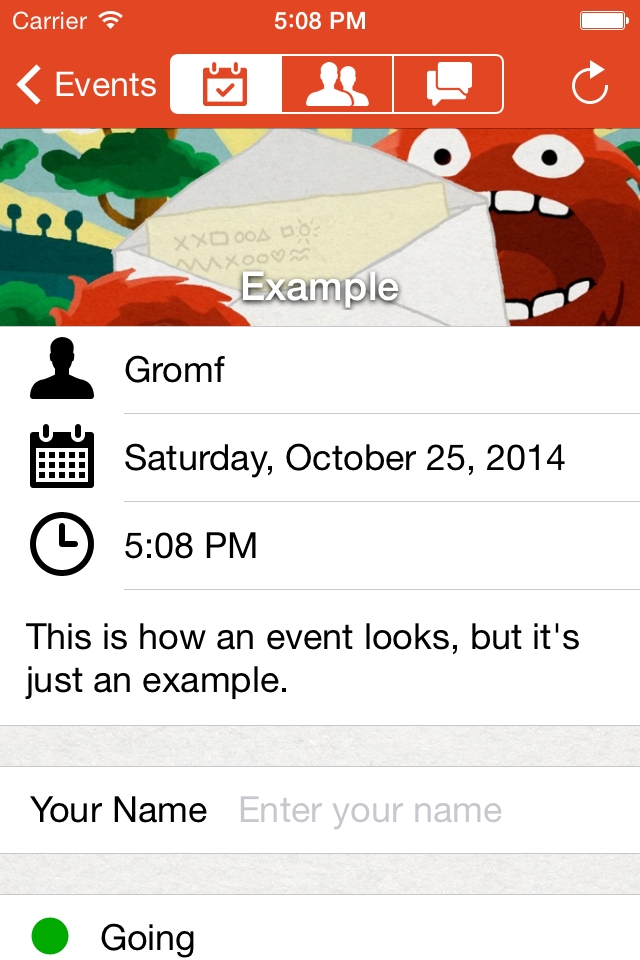 Carrier 5:08 PM
Events
Example
Gromf
Saturday, October 25, 2014
5:08 PM
This is how an event looks, but it's
just an example.
Your Name Enter your name
Going